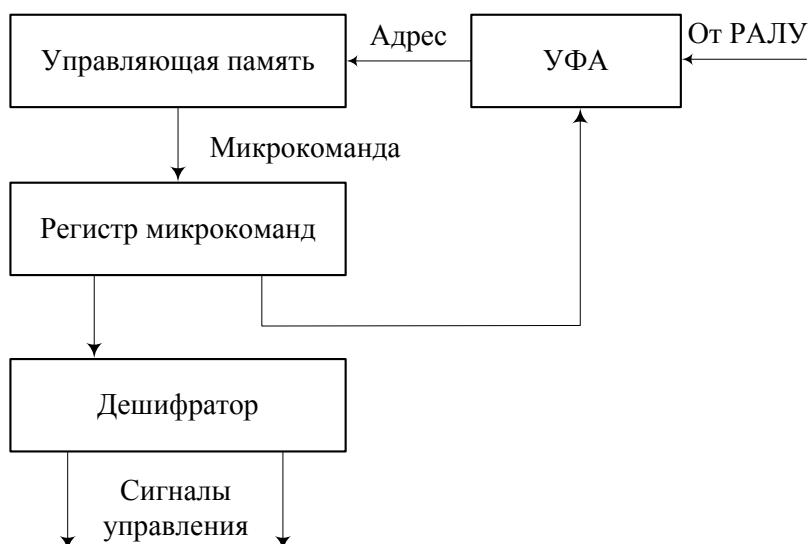 Управляющая память
Адрес
УФА
От РАЛУ
Микрокоманда
Регистр микрокоманд
Дешифратор
Сигналы
управления